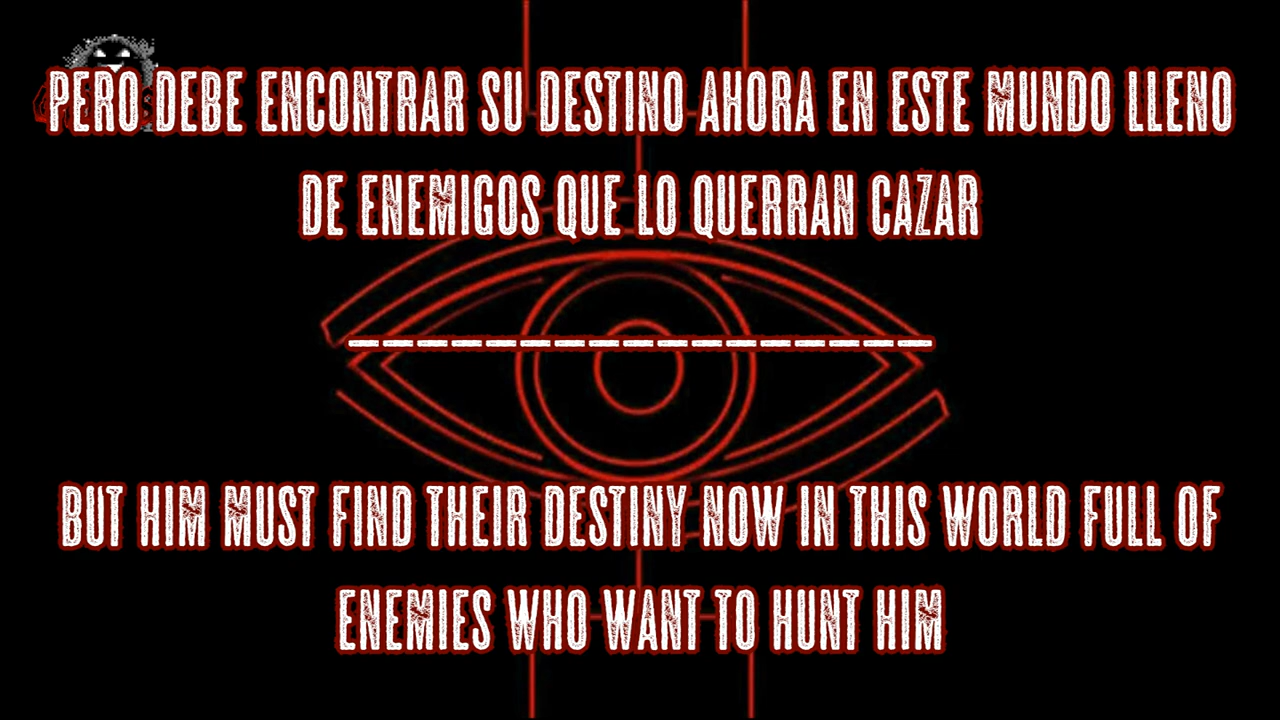 PERO DEBE ENCONTRAR SU DESTINO AHORA EN ESTE MUNDO LLENO
DE ENEMIGOS QUE LO QUERRAN CAZAR
-----------------
BUT HIM MUST FIND THEIR DESTINY NOW IN THIS WORLD FULL OF
ENEMIES WHO WANT TO HUNT HIM